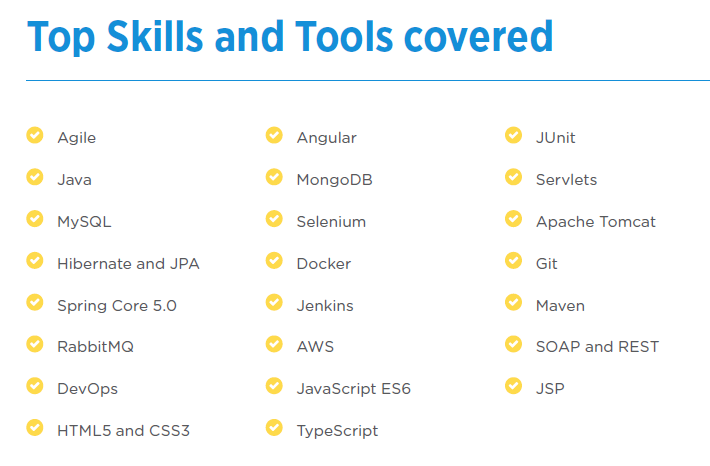 Top Skills and Tools covered
Agile
Java
MySQL
Hibernate and JPA
Spring Core 5.0
RabbitMQ
DevOps
HTML5 and CSS3
Angular
MongoDB
Selenium
Docker
Jenkins
AWS
JavaScript ES6
TypeScript
JUnit
Servlets
Apache Tomcat
Git
Maven
SOAP and REST
JSP